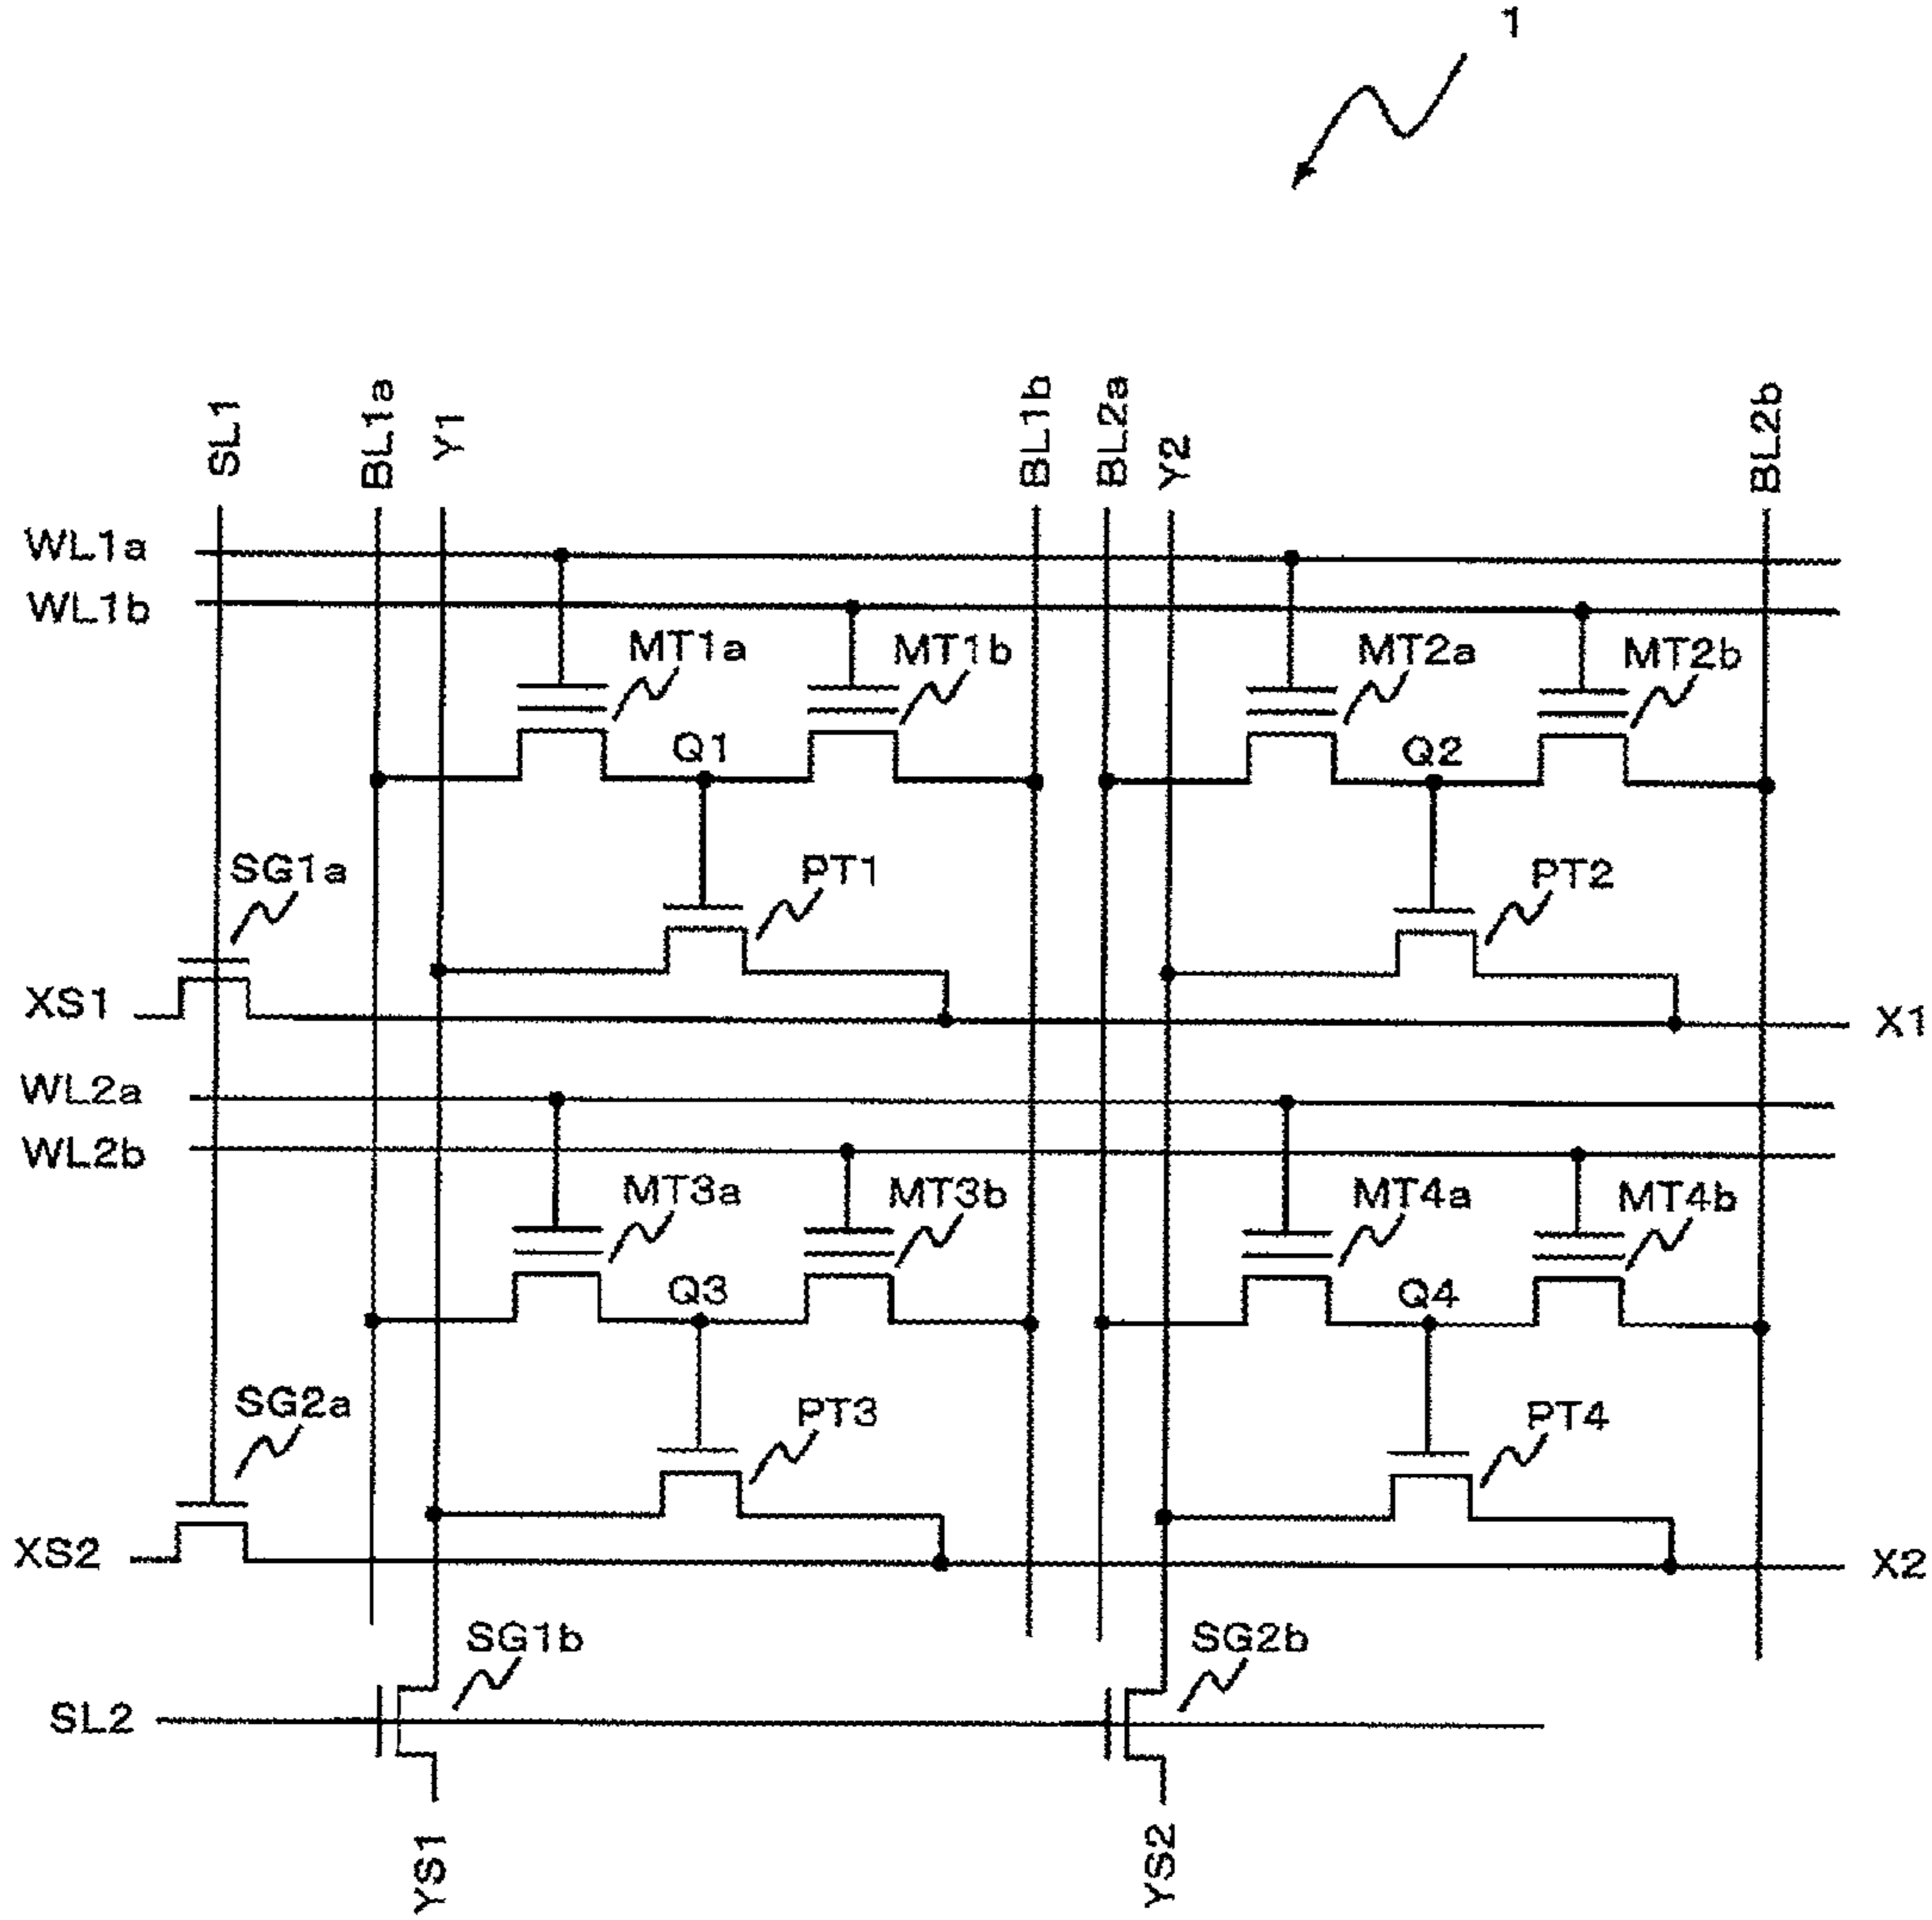 1
SL1
BL1a
Y1
BL1b
BL2a
Y2
BL2b
WL1a
WL1b
MT1a
MT1b
MT2a
MT2b
Q1
Q2
SG1a
PT1
PT2
XS1
X1
WL2a
WL2b
MT3a
MT3b
MT4a
MT4b
Q3
Q4
SG2a
PT3
PT4
XS2
X2
SG1b
SG2b
SL2
YS1
YS2